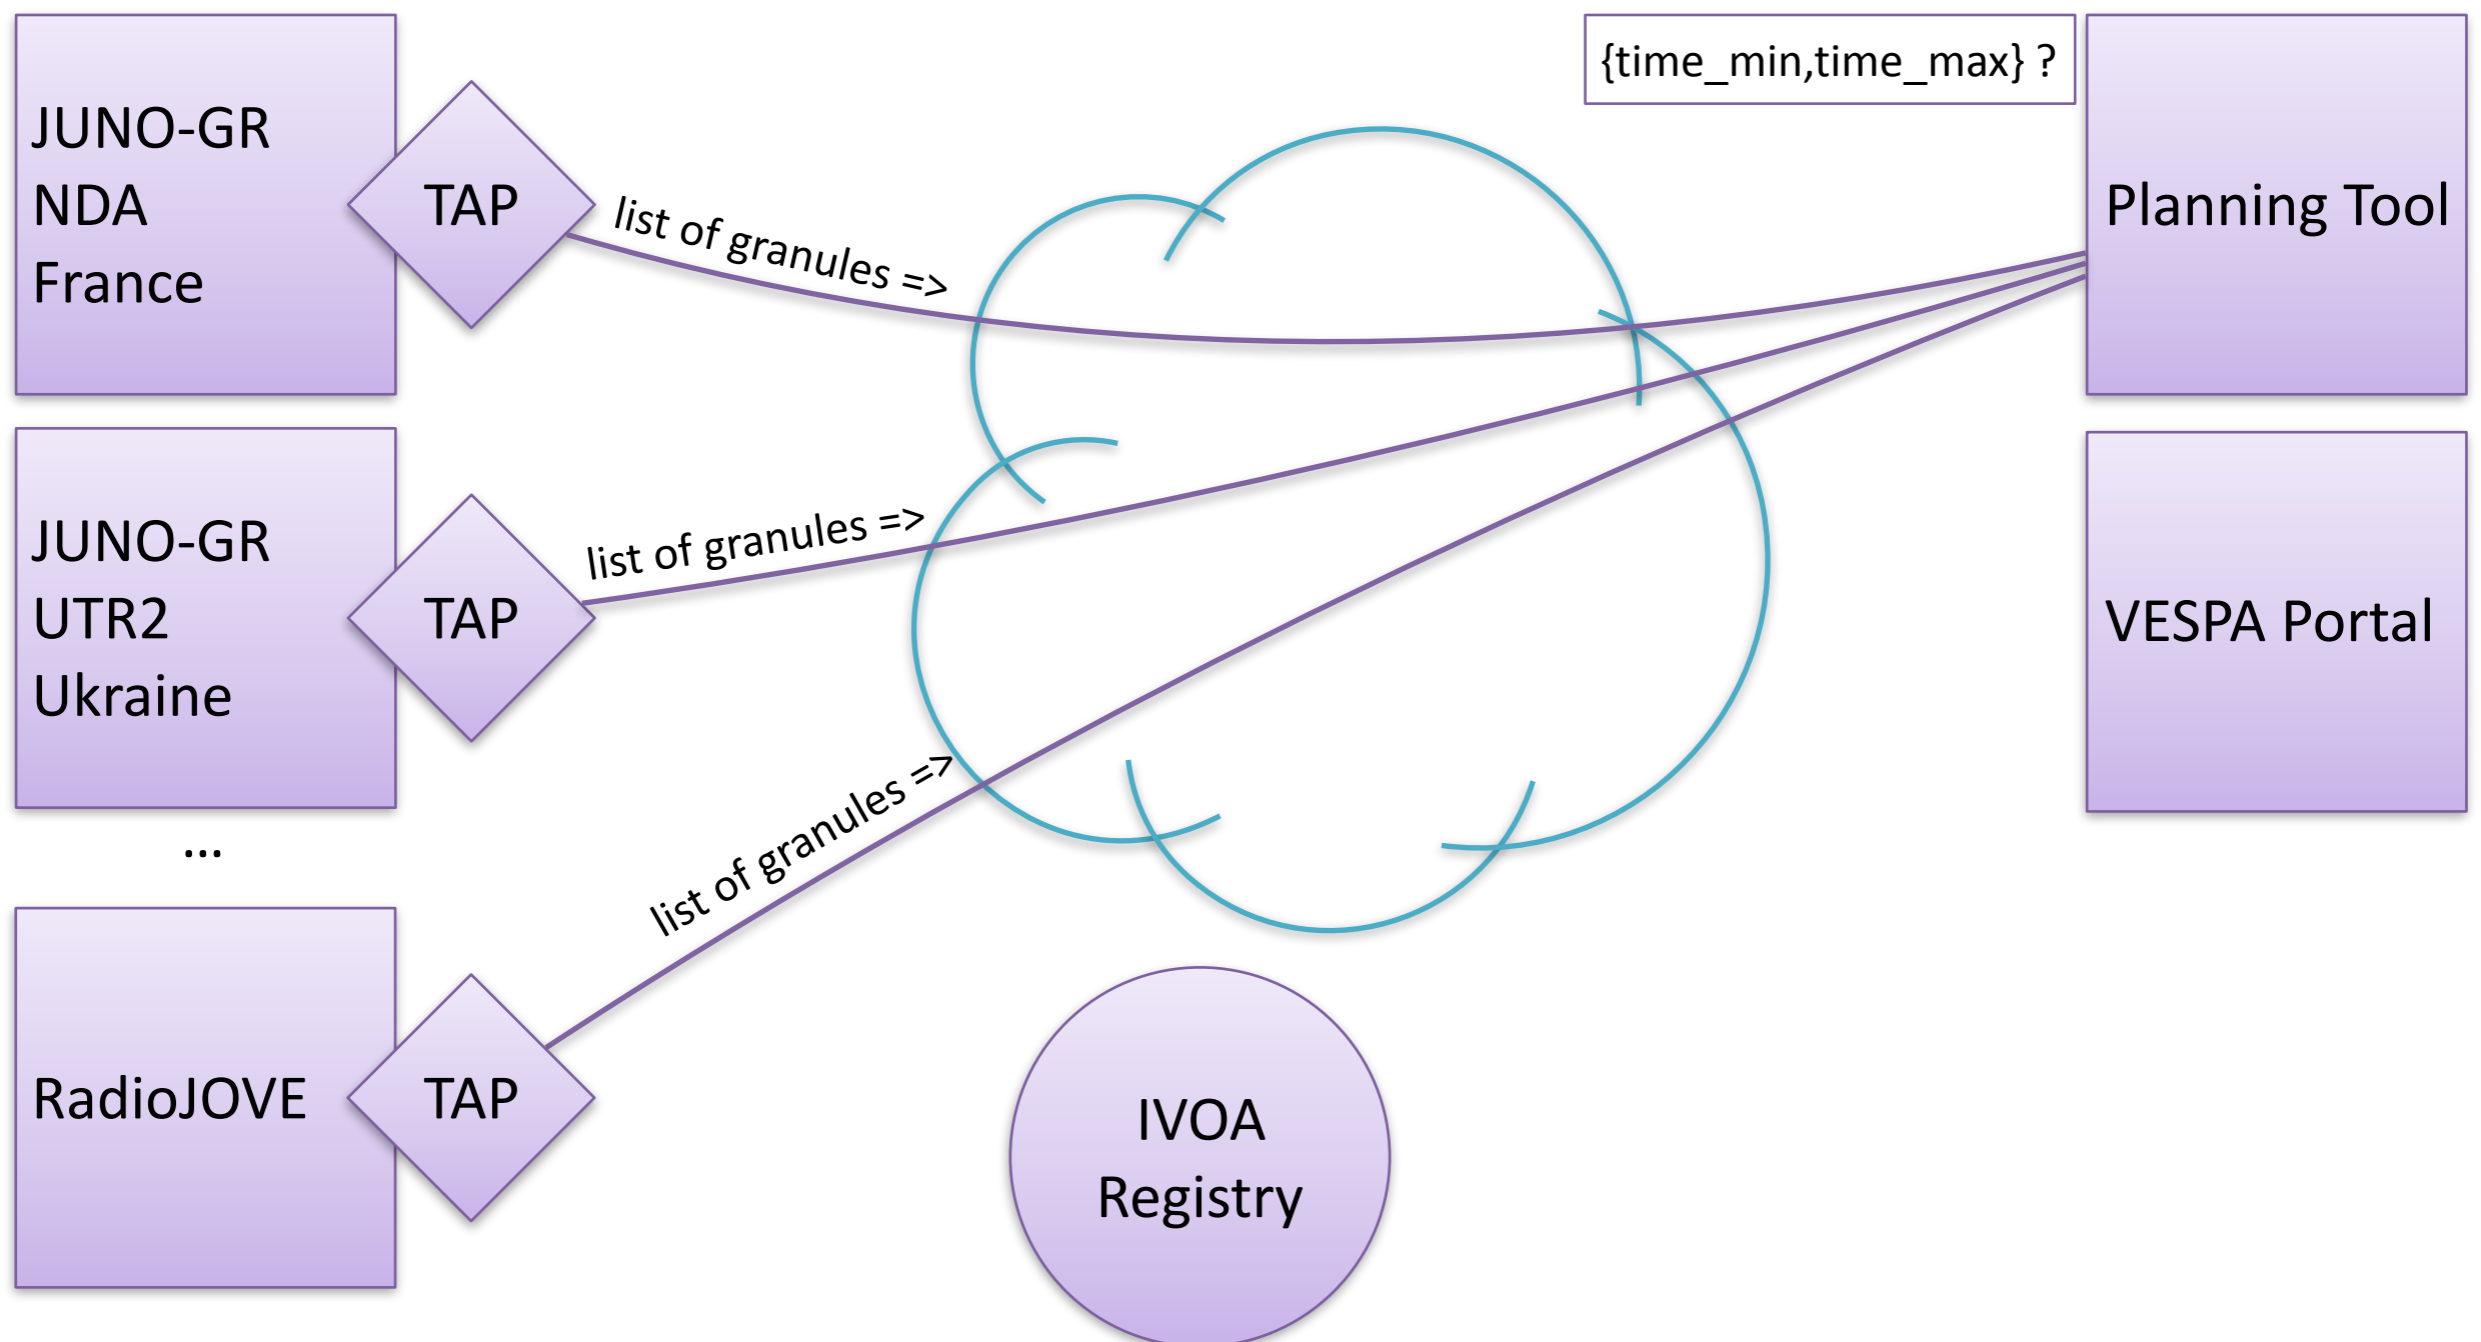 JUNO-GR
NDA
France
TAP
list of granules =>
{time_min,time_max} ?
Planning Tool
JUNO-GR
UTR2
Ukraine
TAP
list of granules =>
VESPA Portal
...
RadioJOVE
TAP
list of granules =>
IVOA
Registry